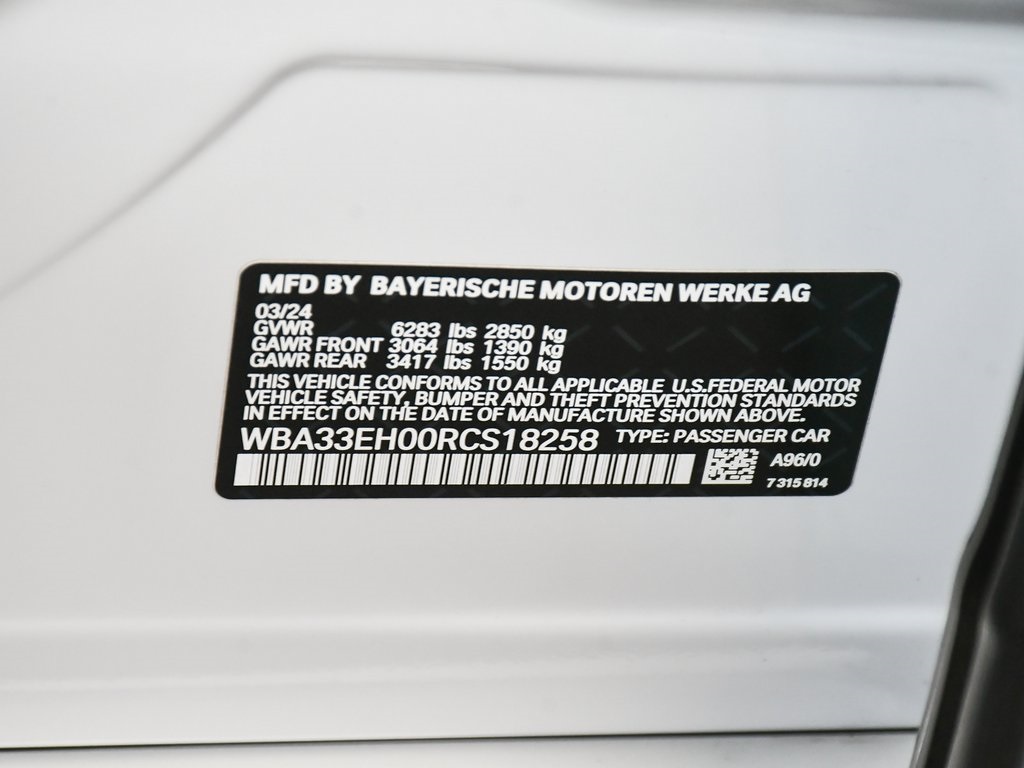 MFD BY BAYERISCHE MOTOREN WERKE AG
03/24
GVWR 6283 lbs 2850 kg
GAWR FRONT 3064 lbs 1390 kg
GAWR REAR 3417 lbs 1550 kg
THIS VEHICLE CONFORMS TO ALL APPLICABLE U.S.FEDERAL MOTOR
VEHICLE SAFETY, BUMPER AND THEFT PREVENTION STANDARDS
IN EFFECT ON THE DATE OF MANUFACTURE SHOWN ABOVE.
WBA33EH00RCS18258 TYPE: PASSENGER CAR
A96/0
7 315 814